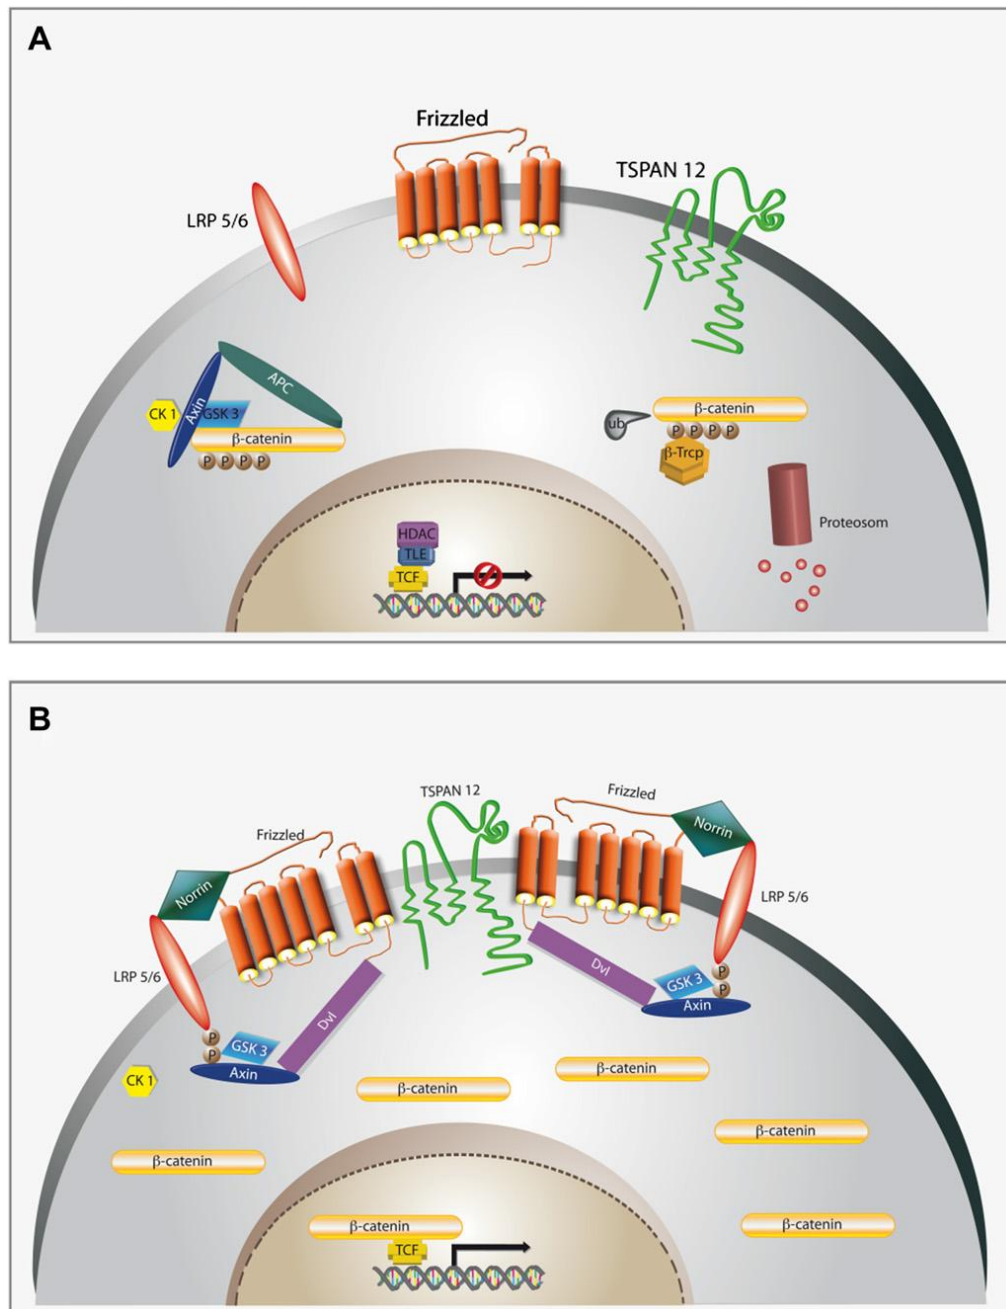 A
Frizzled
TSPAN 12
LRP 5/6
APC
CK 1
Axin
GSK 3
β-catenin
P P P P
β-catenin
ub
P P P P
β-Trcp
Proteosom
HDAC
TLE
TCF
B
TSPAN 12
Frizzled
Norrin
Frizzled
Norrin
LRP 5/6
LRP 5/6
Dvl
P
P
GSK 3
Axin
P
P
GSK 3
Axin
Dvl
CK 1
β-catenin
β-catenin
β-catenin
β-catenin
β-catenin
β-catenin
TCF